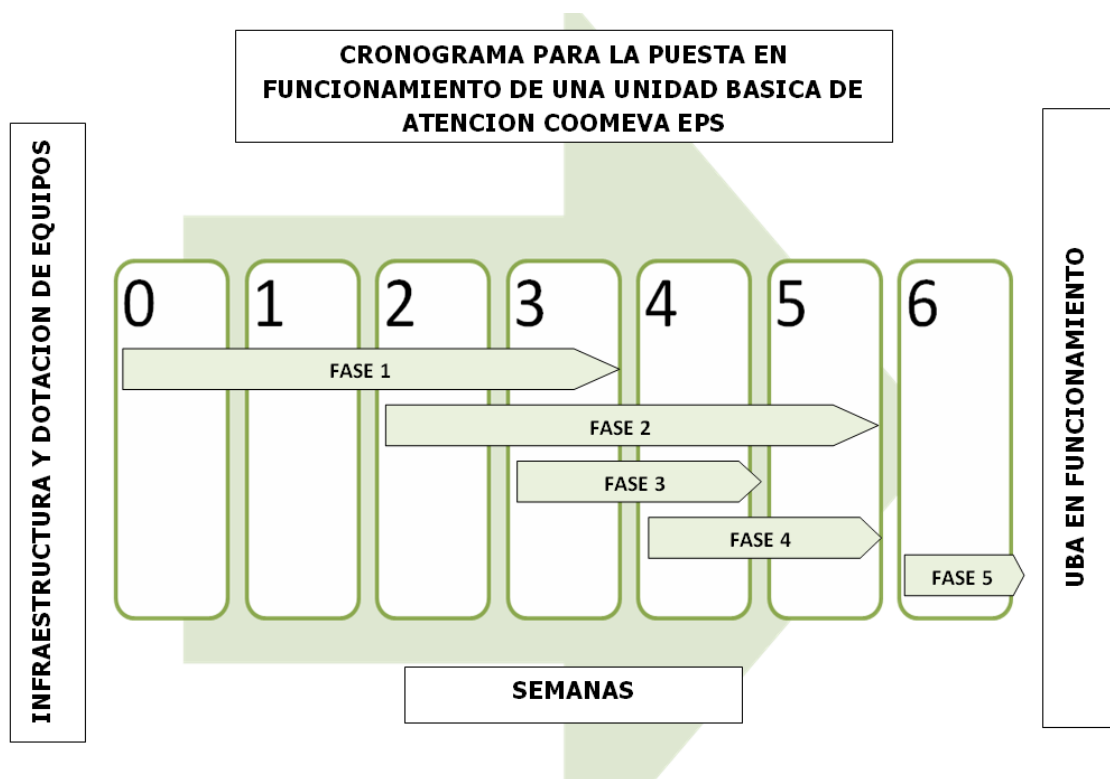 CRONOGRAMA PARA LA PUESTA EN
FUNCIONAMIENTO DE UNA UNIDAD BASICA DE
ATENCION COOMEVA EPS
INFRAESTRUCTURA Y DOTACION DE EQUIPOS
0
1
2
3
4
5
6
FASE 1
FASE 2
FASE 3
FASE 4
FASE 5
SEMANAS
UBA EN FUNCIONAMIENTO